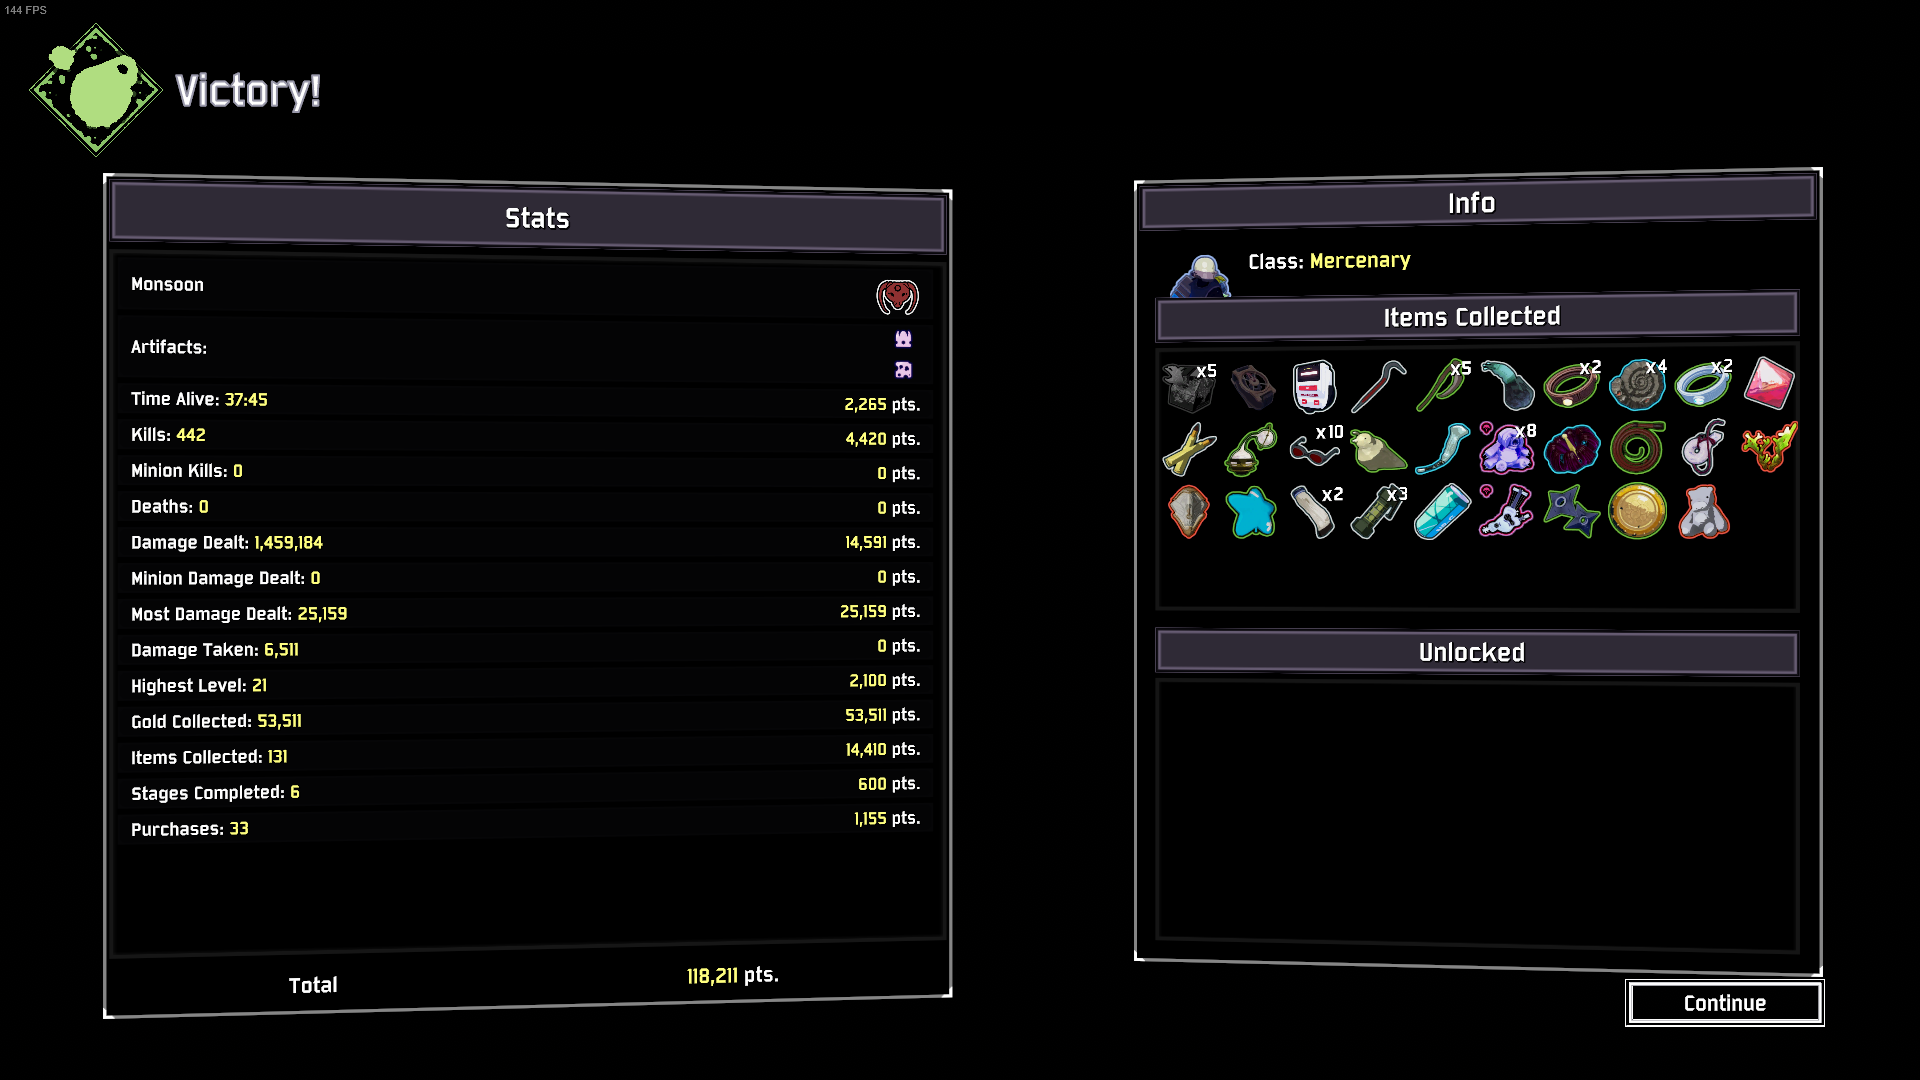 144 FPS
Victory!
Stats
Monsoon
Artifacts:
Time Alive: 37:45 2,265 pts.
Kills: 442 4,420 pts.
Minion Kills: 0 0 pts.
Deaths: 0 0 pts.
Damage Dealt: 1,459,184 14,591 pts.
Minion Damage Dealt: 0 0 pts.
Most Damage Dealt: 25,159 25,159 pts.
Damage Taken: 6,511 0 pts.
Highest Level: 21 2,100 pts.
Gold Collected: 53,511 53,511 pts.
Items Collected: 131 14,410 pts.
Stages Completed: 6 600 pts.
Purchases: 33 1,155 pts.
Total 118,211 pts.
Info
Class: Mercenary
Items Collected
x5 x5 x2 x4 x2
x10 x8
x2 x3
Unlocked
Continue